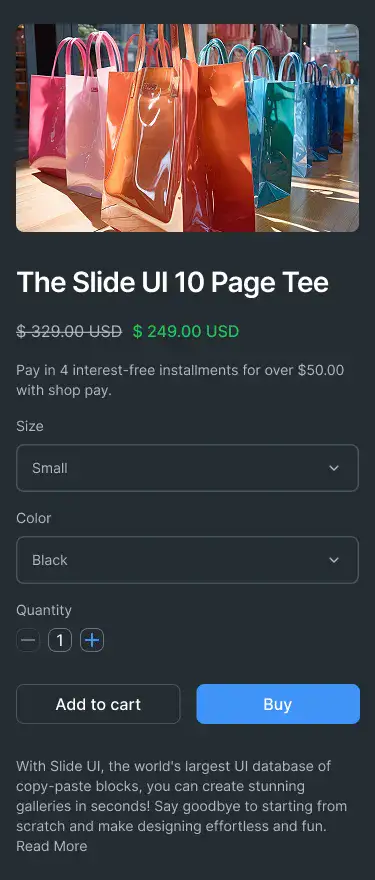 The Slide UI 10 Page Tee
$ 329.00 USD $ 249.00 USD
Pay in 4 interest-free installments for over $50.00
with shop pay.
Size
Small
Color
Black
Quantity
1
Add to cart Buy
With Slide UI, the world's largest UI database of
copy-paste blocks, you can create stunning
galleries in seconds! Say goodbye to starting from
scratch and make designing effortless and fun.
Read More